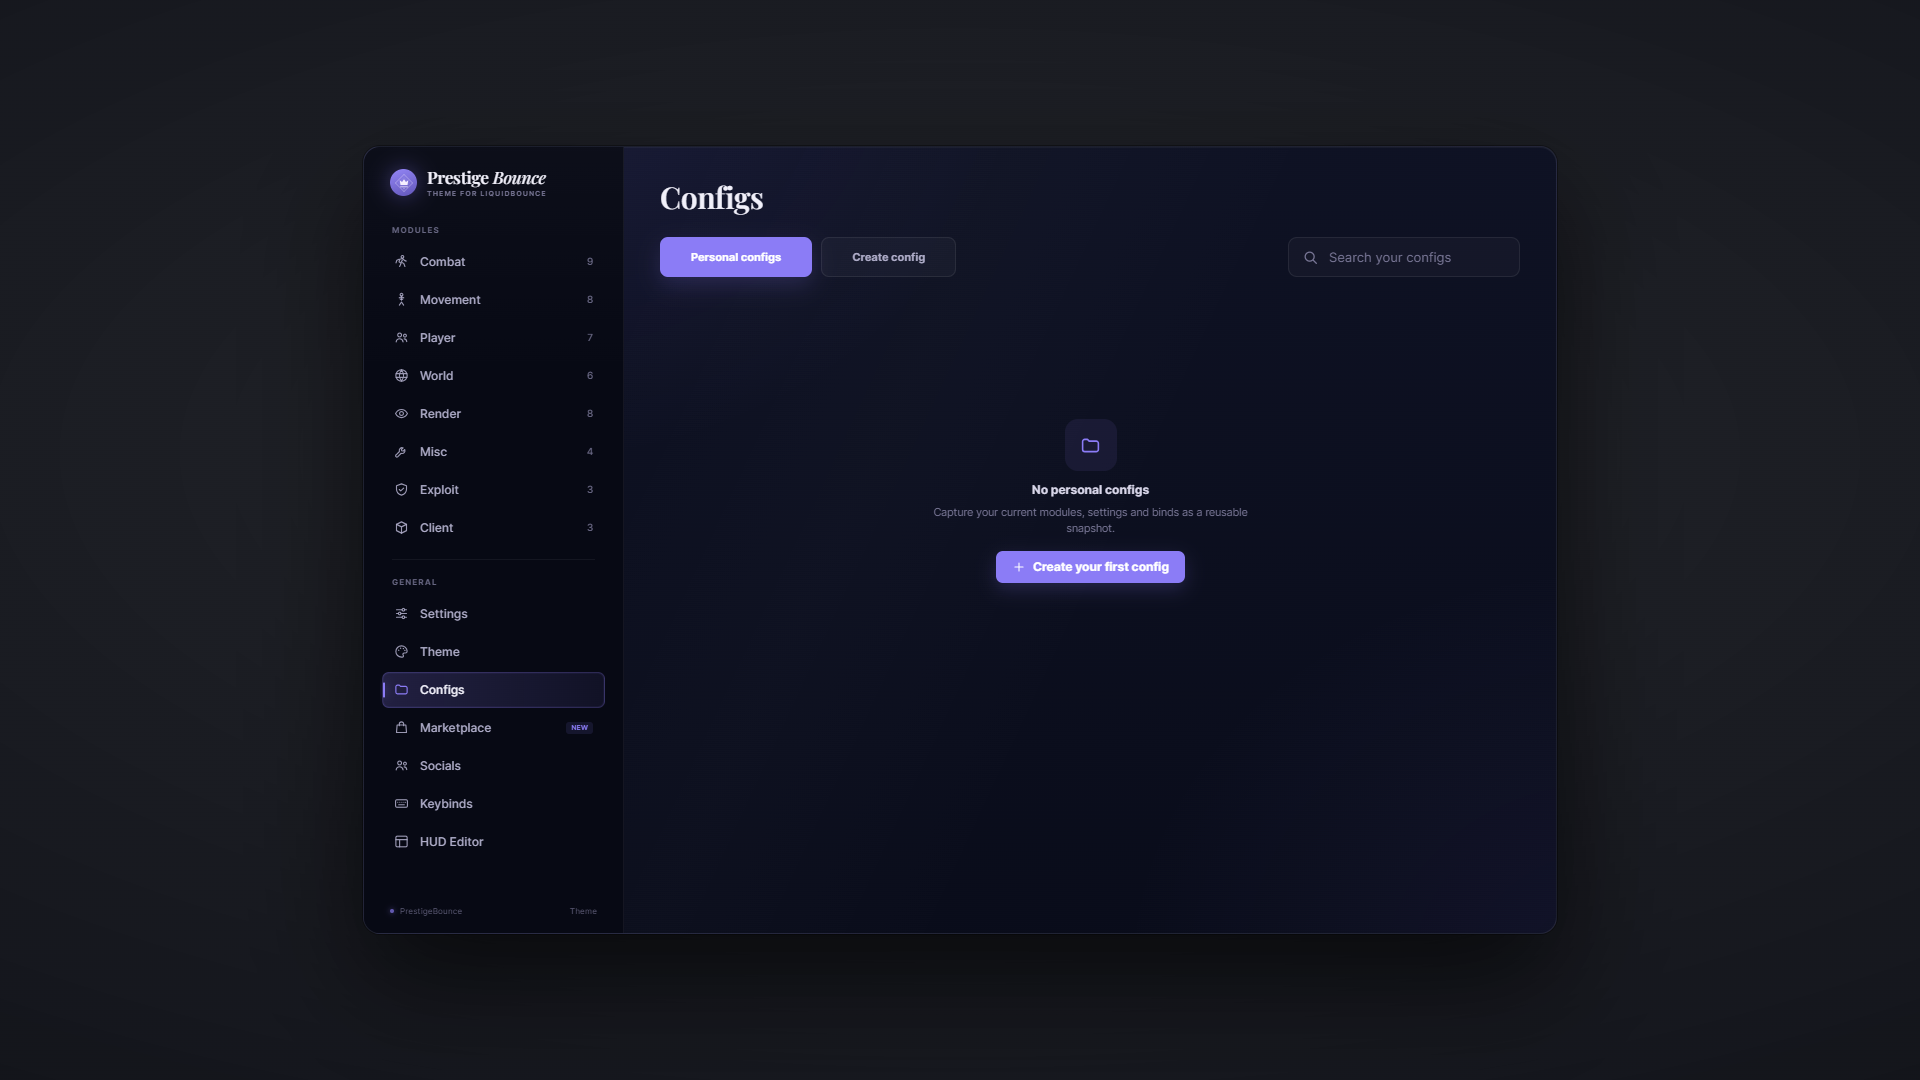 Prestige Bounce
THEME FOR LIQUIDBOUNCE
MODULES
Combat 9
Movement 8
Player 7
World 6
Render 8
Misc 4
Exploit 3
Client 3
GENERAL
Settings
Theme
Configs
Marketplace NEW
Socials
Keybinds
HUD Editor
PrestigeBounce Theme
Configs
Personal configs Create config Search your configs
No personal configs
Capture your current modules, settings and binds as a reusable
snapshot.
Create your first config